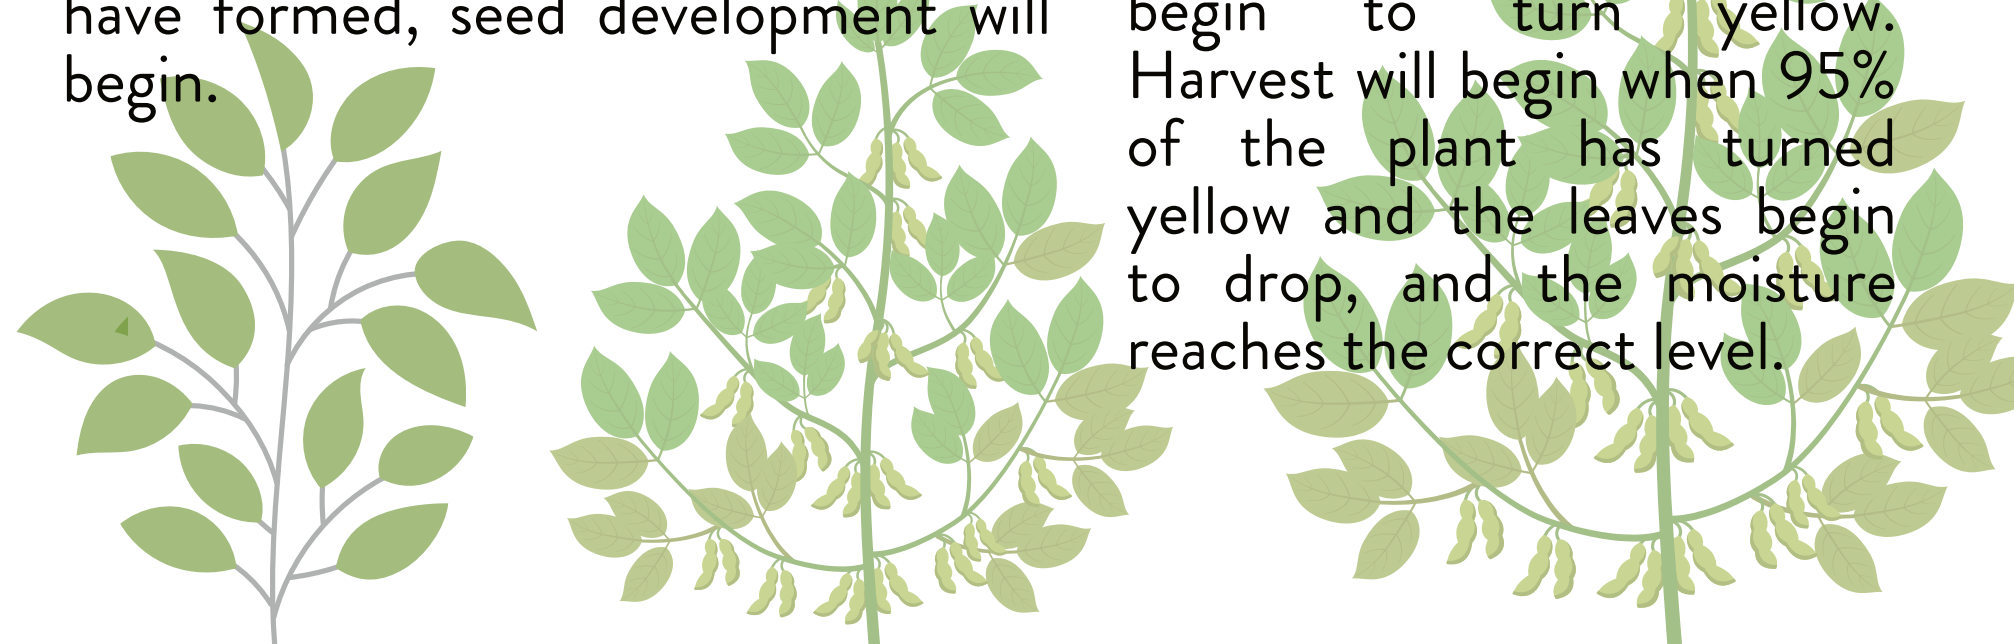 have formed, seed development will
begin.
begin to turn yellow.
Harvest will begin when 95%
of the plant has turned
yellow and the leaves begin
to drop, and the moisture
reaches the correct level.